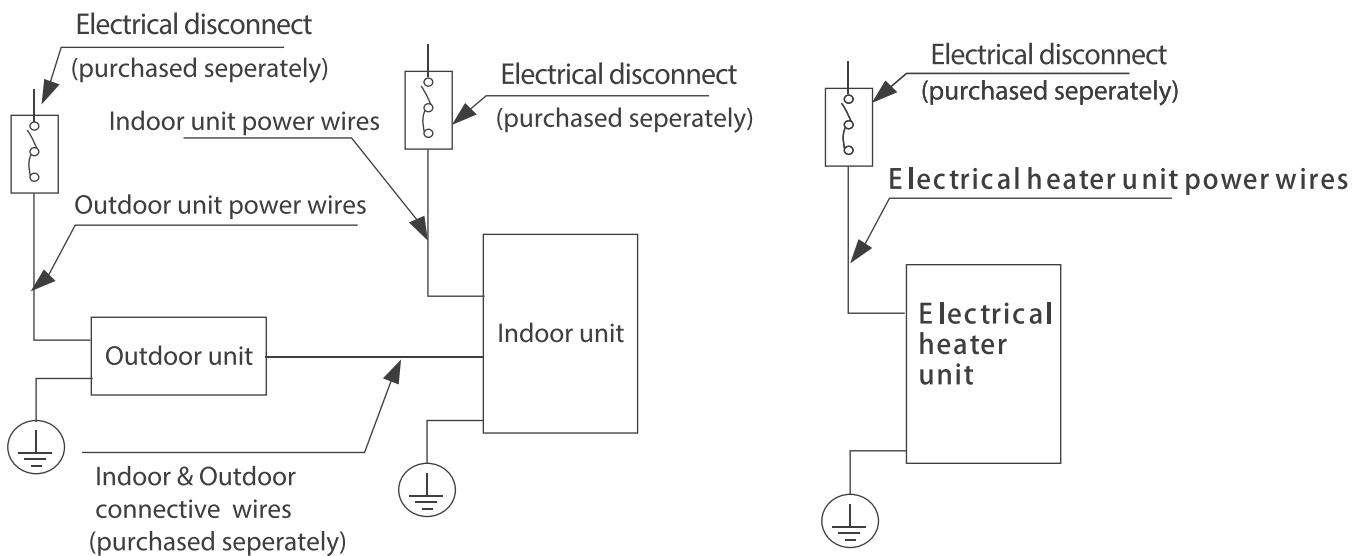 Electrical disconnect
(purchased seperately)
Electrical disconnect
(purchased seperately)
Electrical disconnect
(purchased seperately)
Indoor unit power wires
Electrical heater unit power wires
Outdoor unit power wires
Outdoor unit
Indoor unit
Electrical
heater
unit
Indoor & Outdoor
connective wires
(purchased seperately)